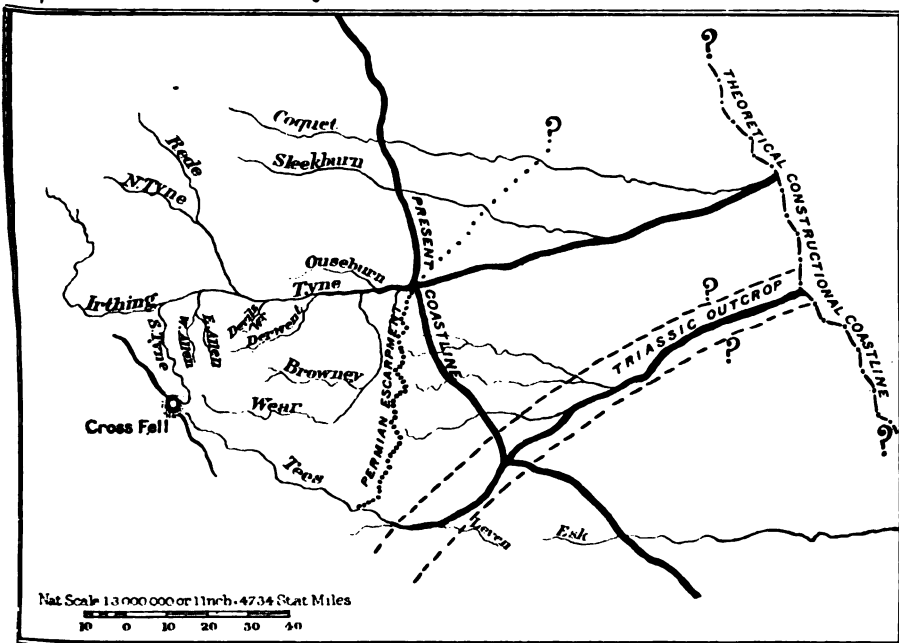 ?
THEORETICAL CONSTRUCTIONAL COASTLINE
?
Coquet
Sleekburn
Rede
N. TYNE
PRESENT COASTLINE
Ouseburn
Tyne
Irthing
S. Tyne
W. Allen
E. Allen
Devils
Derwent
?
TRIASSIC OUTCROP
?
PERMIAN ESCARPMENT
Browney
Wear
Cross Fell
?
Tees
Leven
Esk
Nat Scale 1 3 000 000 or 1 Inch. 47 34 Stat Miles
10 0 10 20 30 40